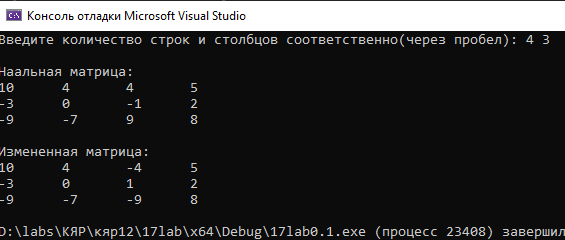 Консоль отладки Microsoft Visual Studio
Введите количество строк и столбцов соответственно(через пробел): 4 3
Наальная матрица:
10 4 4 5
-3 0 -1 2
-9 -7 9 8
Измененная матрица:
10 4 -4 5
-3 0 1 2
-9 -7 -9 8
D:\labs\КЯР\кяр12\17lab\x64\Debug\17lab0.1.exe (процесс 23408) завершил